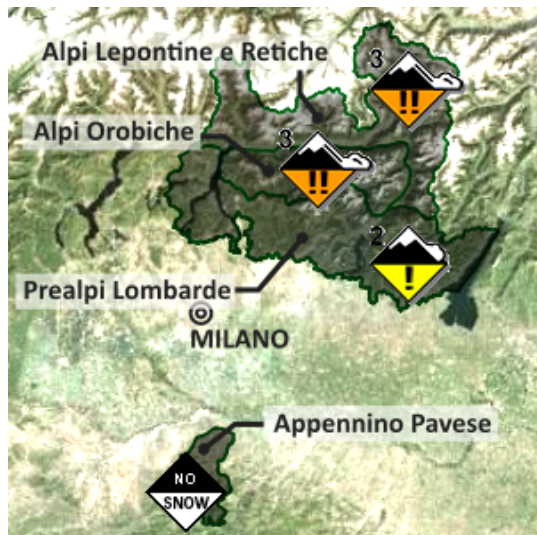 Alpi Lepontine e Retiche
3
!!
Alpi Orobiche
3
!!
2
!
Prealpi Lombarde
MILANO
Appennino Pavese
NO
SNOW